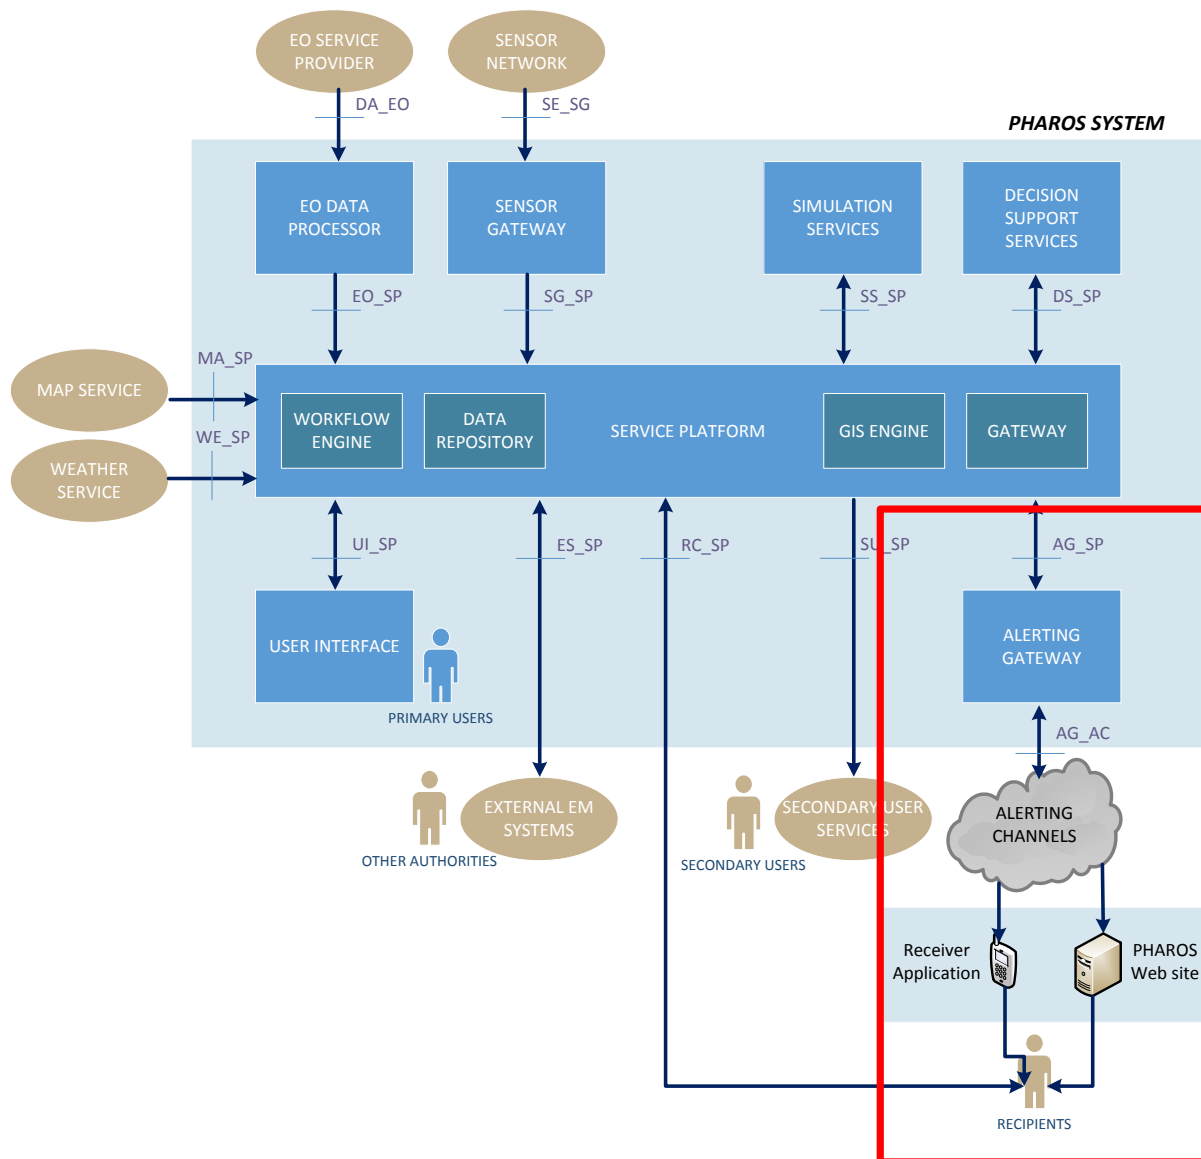 EO SERVICE
PROVIDER
SENSOR
NETWORK
DA_EO
SE_SG
PHAROS SYSTEM
EO DATA
PROCESSOR
SENSOR
GATEWAY
SIMULATION
SERVICES
DECISION
SUPPORT
SERVICES
EO_SP
SG_SP
SS_SP
DS_SP
MA_SP
MAP SERVICE
WE_SP
WEATHER
SERVICE
WORKFLOW
ENGINE
DATA
REPOSITORY
SERVICE PLATFORM
GIS ENGINE
GATEWAY
UI_SP
ES_SP
RC_SP
SU_SP
AG_SP
USER INTERFACE
PRIMARY USERS
ALERTING
GATEWAY
AG_AC
OTHER AUTHORITIES
EXTERNAL EM
SYSTEMS
SECONDARY USERS
SECONDARY USER
SERVICES
ALERTING
CHANNELS
Receiver
Application
PHAROS
Web site
RECIPIENTS